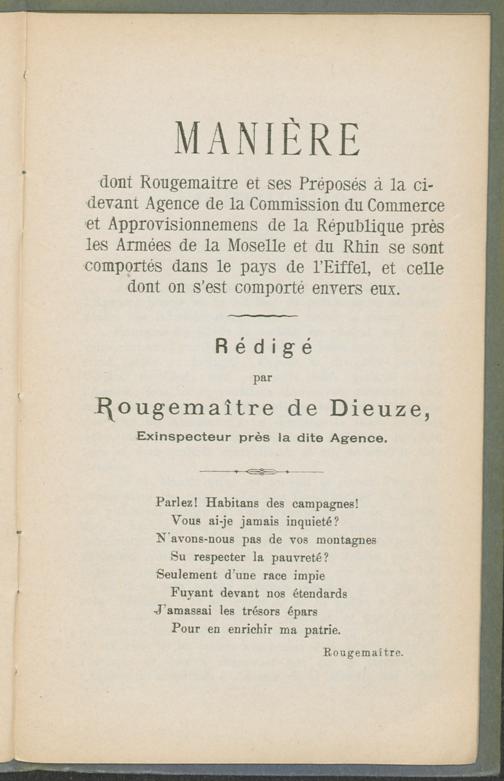 MANIÈRE
dont Rougemaitre et ses Préposés à la ci-
devant Agence de la Commission du Commerce
et Approvisionnemens de la République près
les Armées de la Moselle et du Rhin se sont
comportés dans le pays de l'Eiffel, et celle
dont on s'est comporté envers eux.
Rédigé
par
Rougemaître de Dieuze,
Exinspecteur près la dite Agence.
Parlez! Habitans des campagnes!
Vous ai-je jamais inquieté?
N'avons-nous pas de vos montagnes
Su respecter la pauvreté?
Seulement d'une race impie
Fuyant devant nos étendards
J'amassai les trésors épars
Pour en enrichir ma patrie.
Rougemaître.